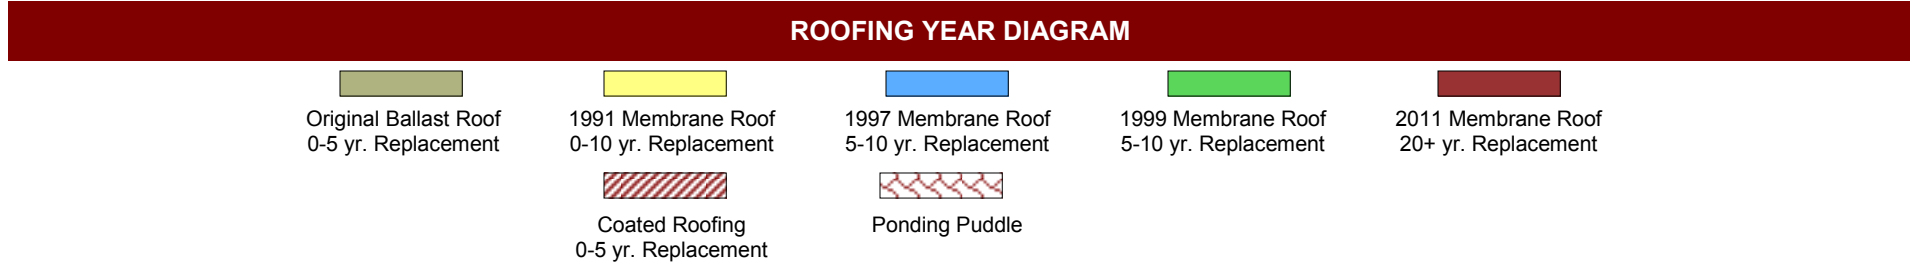 ROOFING YEAR DIAGRAM
Original Ballast Roof
0-5 yr. Replacement
1991 Membrane Roof
0-10 yr. Replacement
1997 Membrane Roof
5-10 yr. Replacement
1999 Membrane Roof
5-10 yr. Replacement
2011 Membrane Roof
20+ yr. Replacement
Coated Roofing
0-5 yr. Replacement
Ponding Puddle